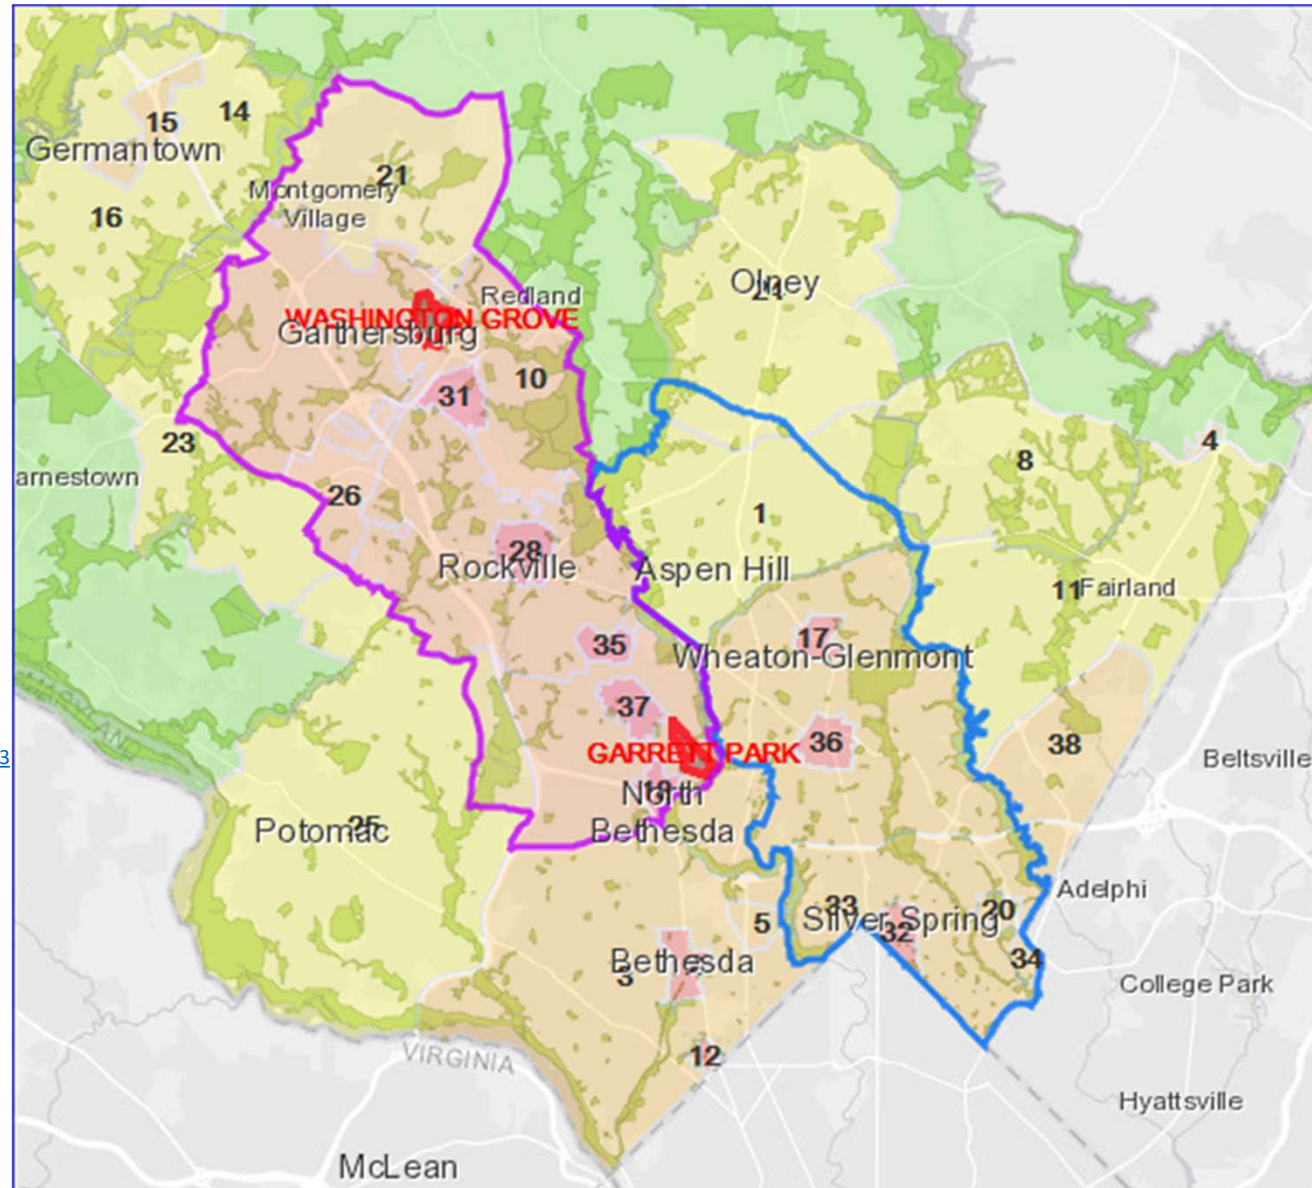 14
15
Germantown
21
Montgomery
Village
16
Olney
Redland
WASHINGTON GROVE
Gaithersburg
10
31
23
8
4
arnestown
26
1
28
Rockville
Aspen Hill
11
Fairland
17
35
Wheaton-Glenmont
37
36
38
GARRETT PARK
3
Beltsville
North
Bethesda
Potomac
25
Adelphi
33
20
5
Silver Spring
32
34
Bethesda
3
College Park
12
VIRGINIA
Hyattsville
McLean